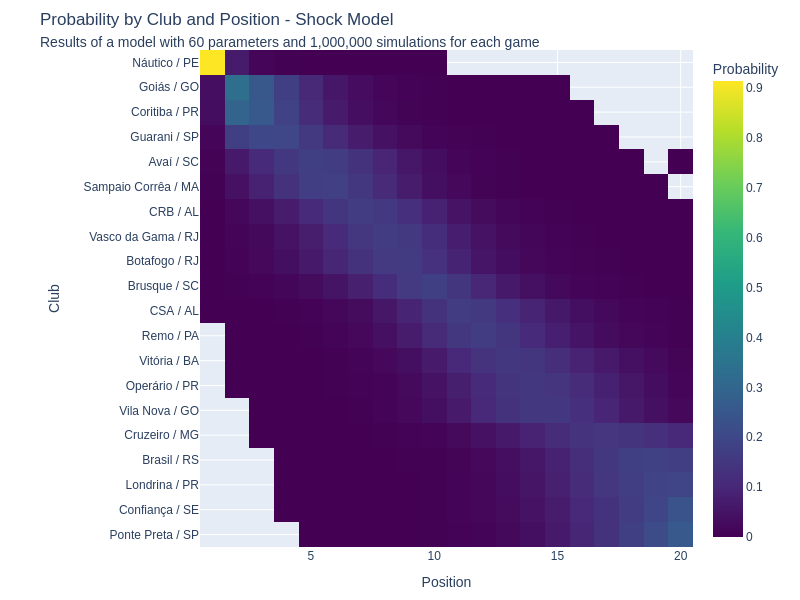 Probability by Club and Position - Shock Model
Results of a model with 60 parameters and 1,000,000 simulations for each game
Probability
Club
Náutico / PE
Goiás / GO
Coritiba / PR
Guarani / SP
Avaí / SC
Sampaio Corrêa / MA
CRB / AL
Vasco da Gama / RJ
Botafogo / RJ
Brusque / SC
CSA / AL
Remo / PA
Vitória / BA
Operário / PR
Vila Nova / GO
Cruzeiro / MG
Brasil / RS
Londrina / PR
Confiança / SE
Ponte Preta / SP
5 10 15 20
Position
0.9
0.8
0.7
0.6
0.5
0.4
0.3
0.2
0.1
0